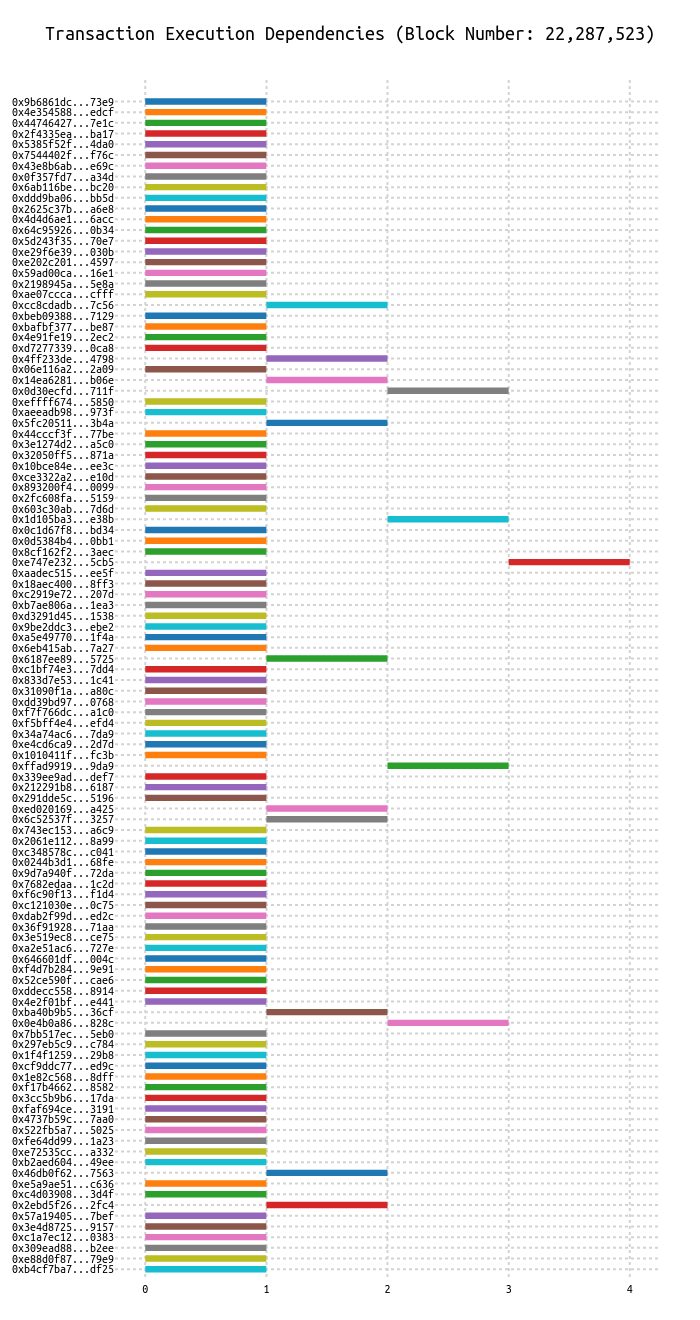 Transaction Execution Dependencies (Block Number: 22,287,523)
0x9b6861dc...73e9
0x4e354588...edcf
0x44746427...7e1c
0x2f4335ea...ba17
0x5385f52f...4da0
0x7544402f...f76c
0x43e8b6ab...e69c
0x0f357fd7...a34d
0x6ab116be...bc20
0xddd9ba06...bb5d
0x2625c37b...a6e8
0x4d4d6ae1...6acc
0x64c95926...0b34
0x5d243f35...70e7
0xe29f6e39...030b
0xe202c201...4597
0x59ad00ca...16e1
0x2198945a...5e8a
0xae07ccca...cfff
0xcc8cdadb...7c56
0xbeb09388...7129
0xbafbf377...be87
0x4e91fe19...2ec2
0xd7277339...0ca8
0x4ff233de...4798
0x06e116a2...2a09
0x14ea6281...b06e
0x0d30ecfd...711f
0xeffff674...5850
0xaeeadb98...973f
0x5fc20511...3b4a
0x44cccf3f...77be
0x3e1274d2...a5c0
0x32050ff5...871a
0x10bce84e...ee3c
0xce3322a2...e10d
0x893200f4...0099
0x2fc608fa...5159
0x603c30ab...7d6d
0x1d105ba3...e38b
0x0c1d67f8...bd34
0x0d5384b4...0bb1
0x8cf162f2...3aec
0xe747e232...5cb5
0xaadec515...ee5f
0x18aec400...8ff3
0xc2919e72...207d
0xb7ae806a...1ea3
0xd3291d45...1538
0x9be2ddc3...ebe2
0xa5e49770...1f4a
0x6eb415ab...7a27
0x6187ee89...5725
0xc1bf74e3...7dd4
0x833d7e53...1c41
0x31090f1a...a80c
0xdd39bd97...0768
0xf7f766dc...a1c0
0xf5bff4e4...efd4
0x34a74ac6...7da9
0xe4cd6ca9...2d7d
0x1010411f...fc3b
0xffad9919...9da9
0x339ee9ad...def7
0x212291b8...6187
0x291dde5c...5196
0xed020169...a425
0x6c52537f...3257
0x743ec153...a6c9
0x2061e112...8a99
0xc348578c...c041
0x0244b3d1...68fe
0x9d7a940f...72da
0x7682edaa...1c2d
0xf6c90f13...f1d4
0xc121030e...0c75
0xdab2f99d...ed2c
0x36f91928...71aa
0x3e519ec8...ce75
0xa2e51ac6...727e
0x646601df...004c
0xf4d7b284...9e91
0x52ce590f...cae6
0xddecc558...8914
0x4e2f01bf...e441
0xba40b9b5...36cf
0x0e4b0a86...828c
0x7bb517ec...5eb0
0x297eb5c9...c784
0x1f4f1259...29b8
0xcf9ddc77...ed9c
0x1e82c568...8dff
0xf17b4662...8582
0x3cc5b9b6...17da
0xfaf694ce...3191
0x4737b59c...7aa0
0x522fb5a7...5025
0xfe64dd99...1a23
0xe72535cc...a332
0xb2aed604...49ee
0x46db0f62...7563
0xe5a9ae51...c636
0xc4d03908...3d4f
0x2ebd5f26...2fc4
0x57a19405...7bef
0x3e4d8725...9157
0xc1a7ec12...0383
0x309ead88...b2ee
0xe88d0f87...79e9
0xb4cf7ba7...df25
0 1 2 3 4